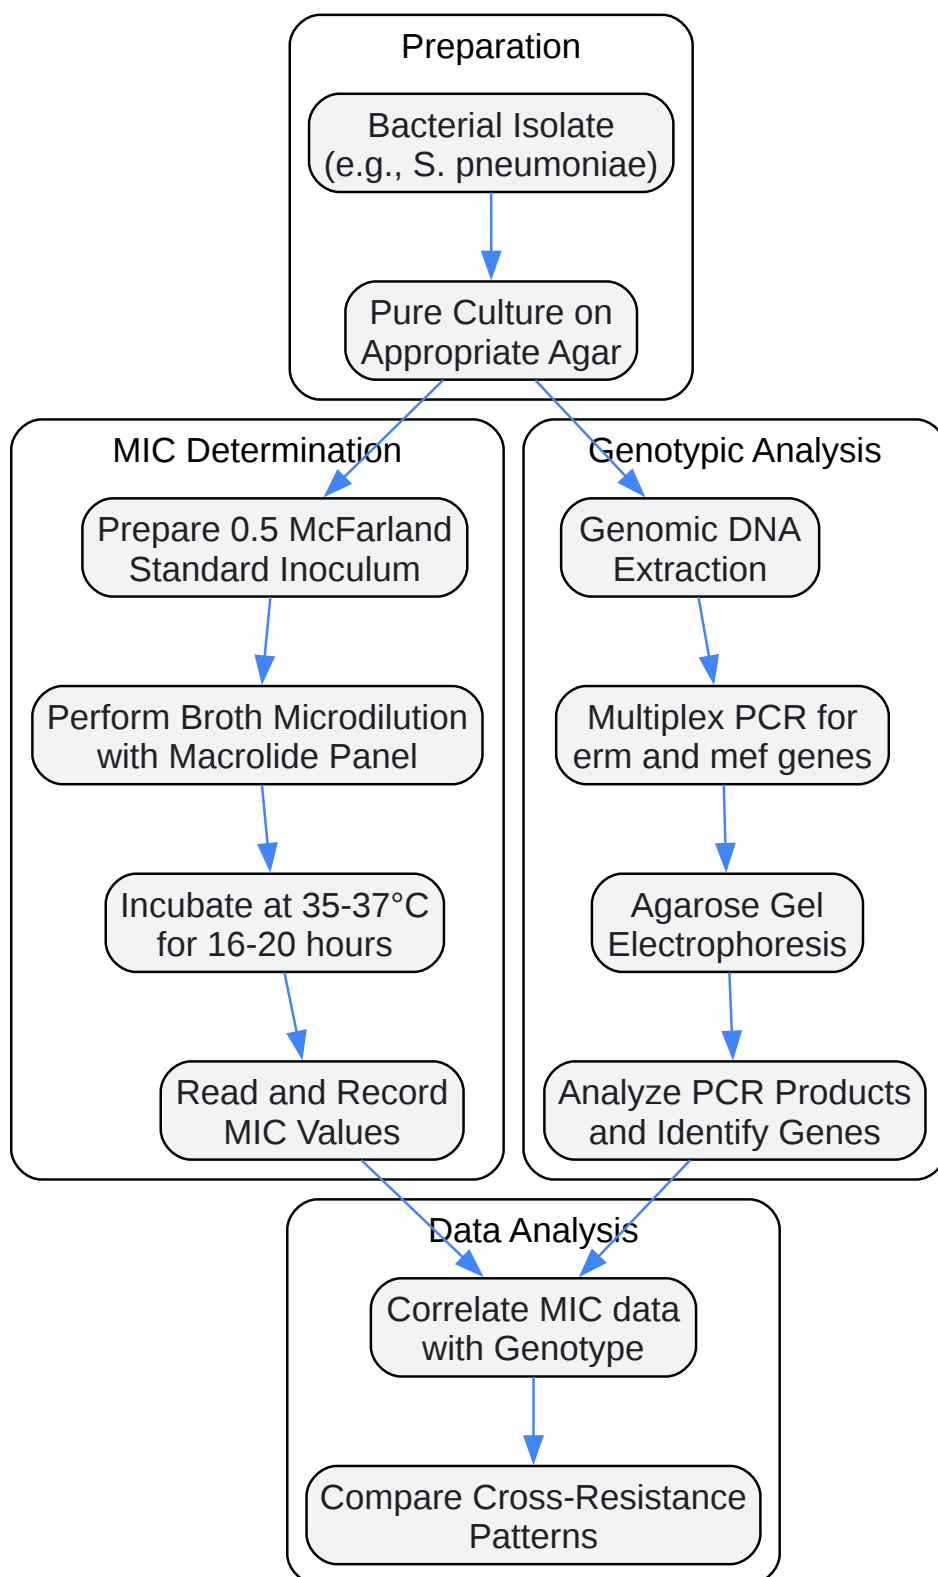 Preparation
Bacterial Isolate
(e.g., S. pneumoniae)
Pure Culture on
Appropriate Agar
MIC Determination
Prepare 0.5 McFarland
Standard Inoculum
Perform Broth Microdilution
with Macrolide Panel
Incubate at 35-37°C
for 16-20 hours
Read and Record
MIC Values
Genotypic Analysis
Genomic DNA
Extraction
Multiplex PCR for
erm and mef genes
Agarose Gel
Electrophoresis
Analyze PCR Products
and Identify Genes
Data Analysis
Correlate MIC data
with Genotype
Compare Cross-Resistance
Patterns